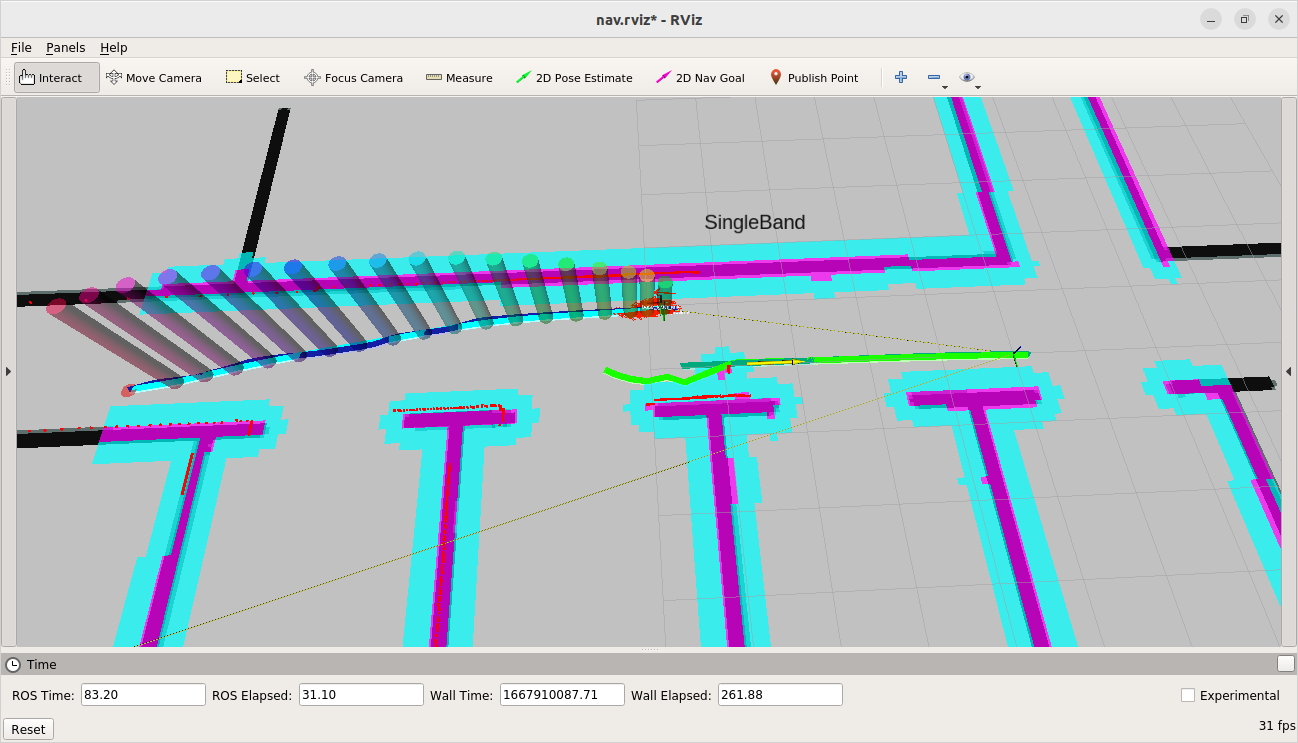 nav.rviz* - RViz
File Panels Help
Interact Move Camera Select Focus Camera Measure 2D Pose Estimate 2D Nav Goal Publish Point
SingleBand
Time
ROS Time: 83.20 ROS Elapsed: 31.10 Wall Time: 1667910087.71 Wall Elapsed: 261.88 Experimental
Reset 31 fps